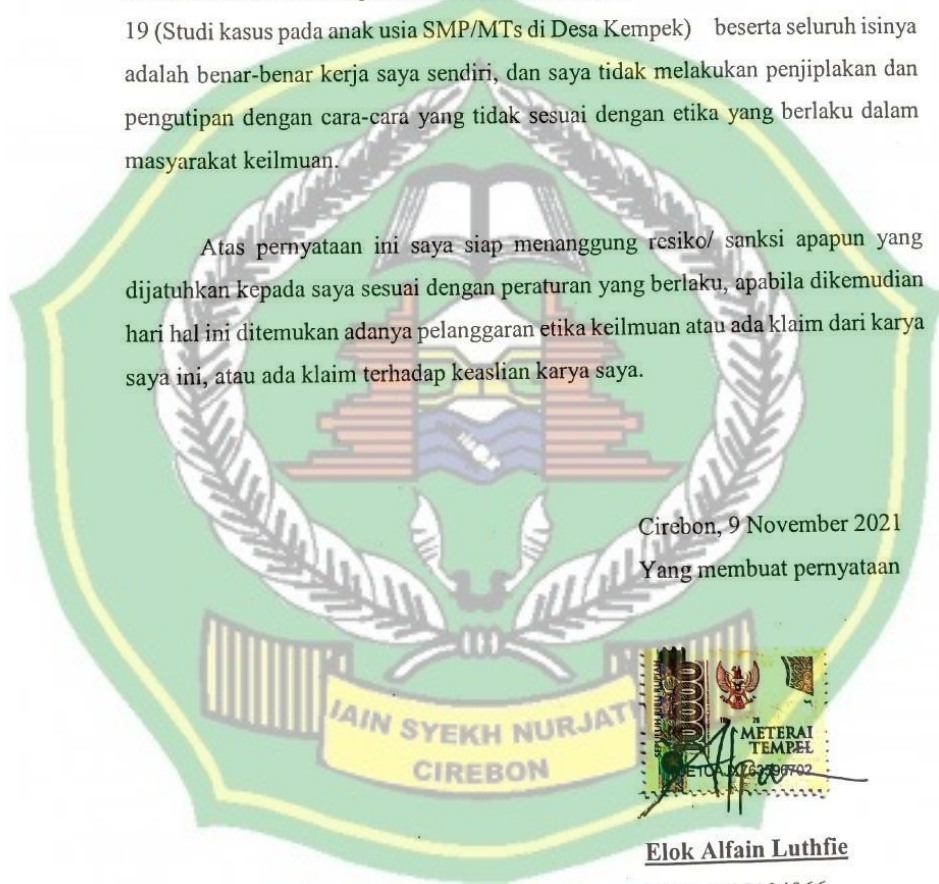 19 (Studi kasus pada anak usia SMP/MTs di Desa Kempek) beserta seluruh isinya
adalah benar-benar kerja saya sendiri, dan saya tidak melakukan penjiplakan dan
pengutipan dengan cara-cara yang tidak sesuai dengan etika yang berlaku dalam
masyarakat keilmuan.
Atas pernyataan ini saya siap menanggung resiko/ sanksi apapun yang
dijatuhkan kepada saya sesuai dengan peraturan yang berlaku, apabila dikemudian
hari hal ini ditemukan adanya pelanggaran etika keilmuan atau ada klaim dari karya
saya ini, atau ada klaim terhadap keaslian karya saya.
Cirebon, 9 November 2021
Yang membuat pernyataan
IAIN SYEKH NURJATI
CIREBON
METERAI
TEMPEL
Elok Alfain Luthfie